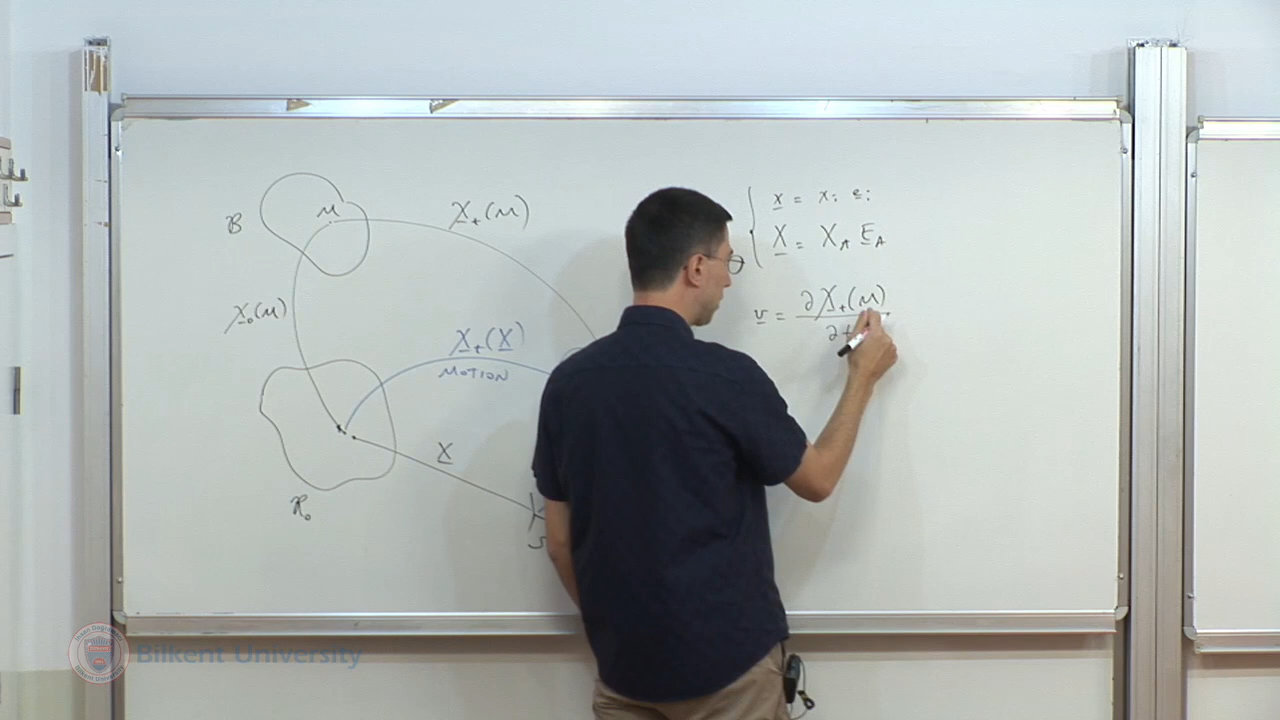 B
M
χ_t(M)
χ_0(M)
χ_t(X)
MOTION
X
R_0
x = x_i e_i
X = X_A E_A
v = ∂χ_t(M)
∂t
Bilkent University